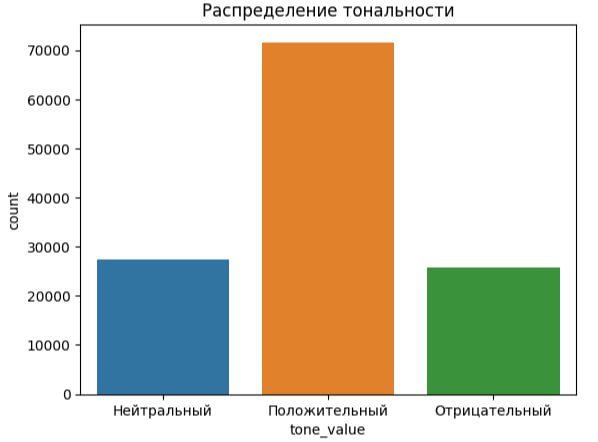 Распределение тональности
70000
60000
50000
40000
30000
20000
10000
0
count
Нейтральный Положительный Отрицательный
tone_value